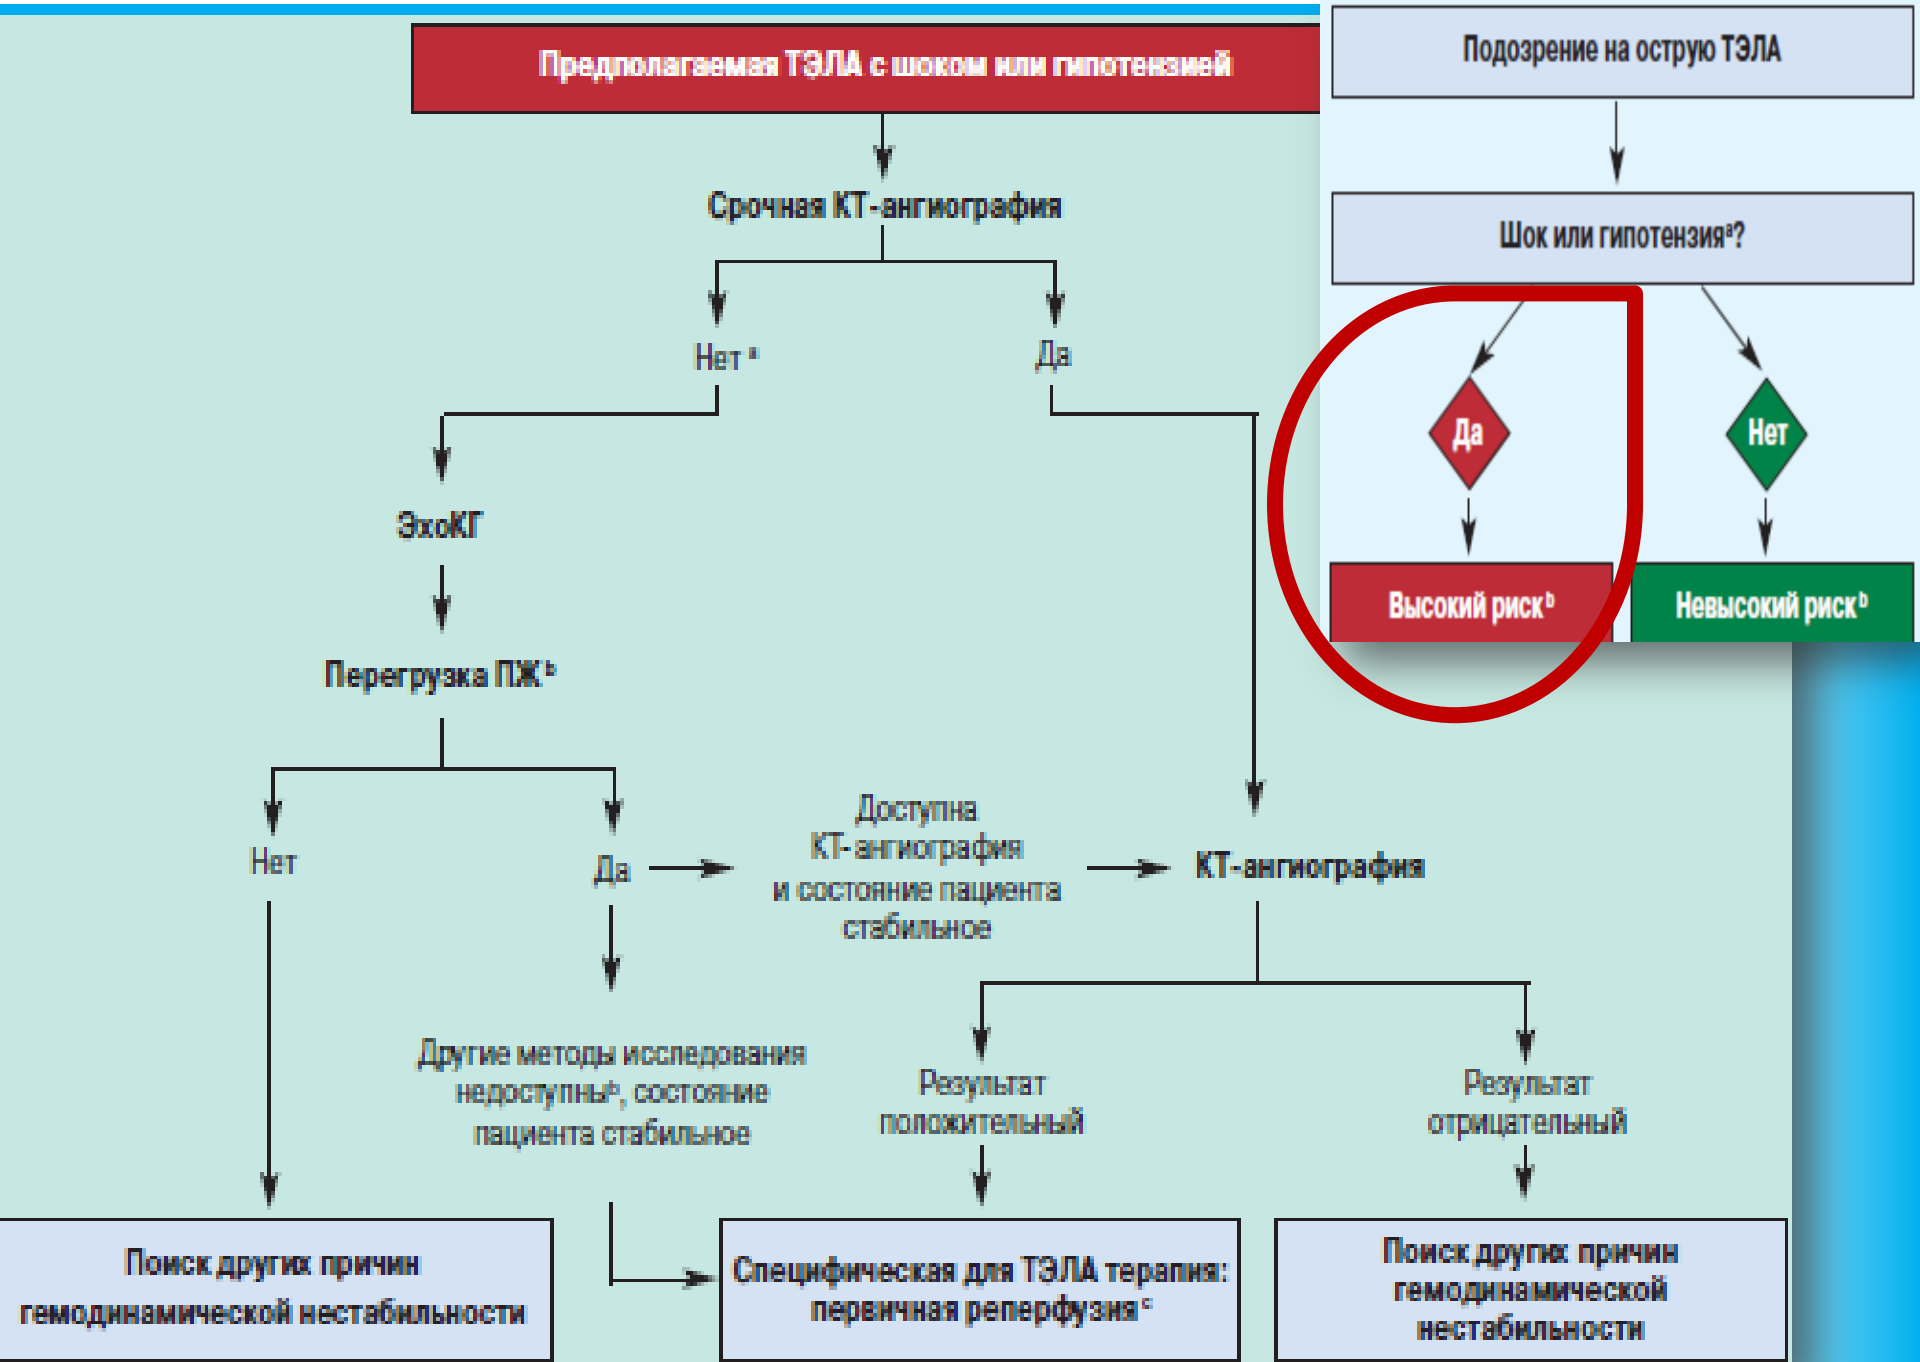 Предполагаемая ТЭЛА с шоком или гипотензией
Срочная КТ-ангиография
Нет ᵃ
Да
ЭхоКГ
Перегрузка ПЖ ᵇ
Нет
Да
Доступна
КТ-ангиография
и состояние пациента
стабильное
КТ-ангиография
Другие методы исследования
недоступныᵇ, состояние
пациента стабильное
Результат
положительный
Результат
отрицательный
Поиск других причин
гемодинамической нестабильности
Специфическая для ТЭЛА терапия:
первичная реперфузия ᶜ
Поиск других причин
гемодинамической
нестабильности
Подозрение на острую ТЭЛА
Шок или гипотензияᵃ?
Да
Нет
Высокий риск ᵇ
Невысокий риск ᵇ